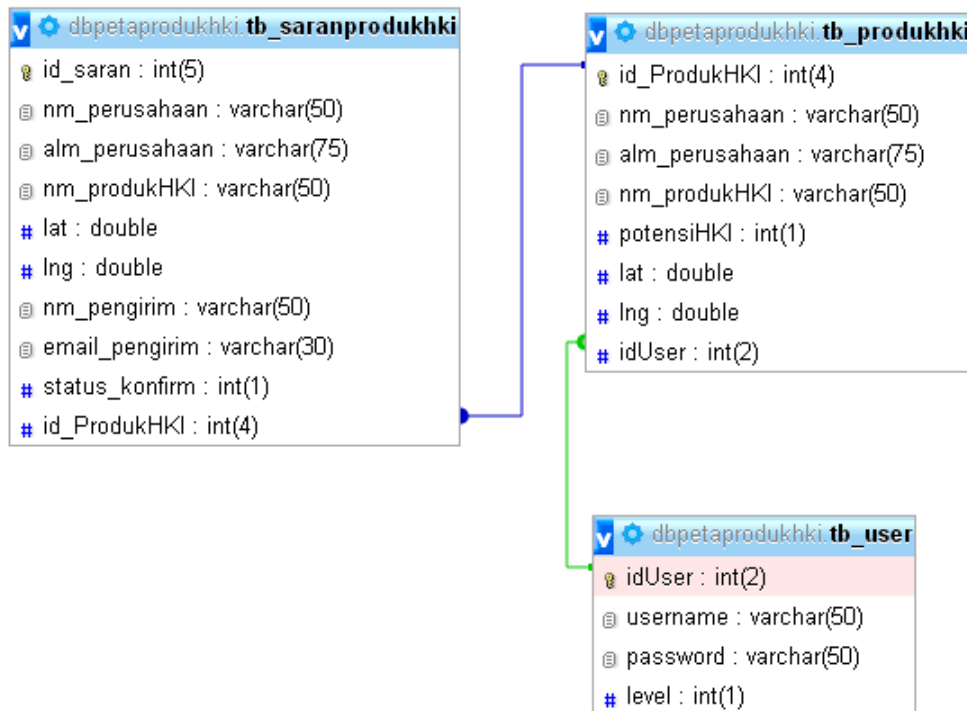 dbpetaprodukhki.tb_saranprodukhki
id_saran : int(5)
nm_perusahaan : varchar(50)
alm_perusahaan : varchar(75)
nm_produkHKI : varchar(50)
lat : double
lng : double
nm_pengirim : varchar(50)
email_pengirim : varchar(30)
status_konfirm : int(1)
id_ProdukHKI : int(4)
dbpetaprodukhki.tb_produkhki
id_ProdukHKI : int(4)
nm_perusahaan : varchar(50)
alm_perusahaan : varchar(75)
nm_produkHKI : varchar(50)
potensiHKI : int(1)
lat : double
lng : double
idUser : int(2)
dbpetaprodukhki.tb_user
idUser : int(2)
username : varchar(50)
password : varchar(50)
level : int(1)